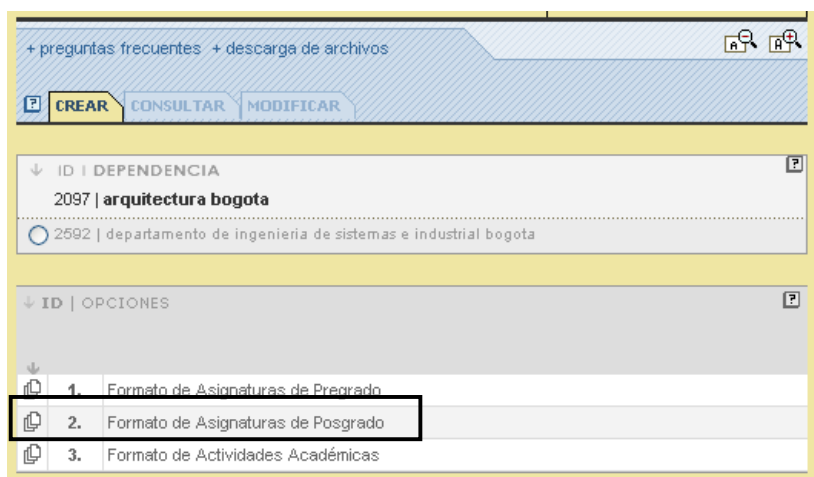 + preguntas frecuentes + descarga de archivos
A A
? CREAR CONSULTAR MODIFICAR
ID | DEPENDENCIA ?
2097 | arquitectura bogota
2592 | departamento de ingenieria de sistemas e industrial bogota
ID | OPCIONES ?
1. Formato de Asignaturas de Pregrado
2. Formato de Asignaturas de Posgrado
3. Formato de Actividades Académicas